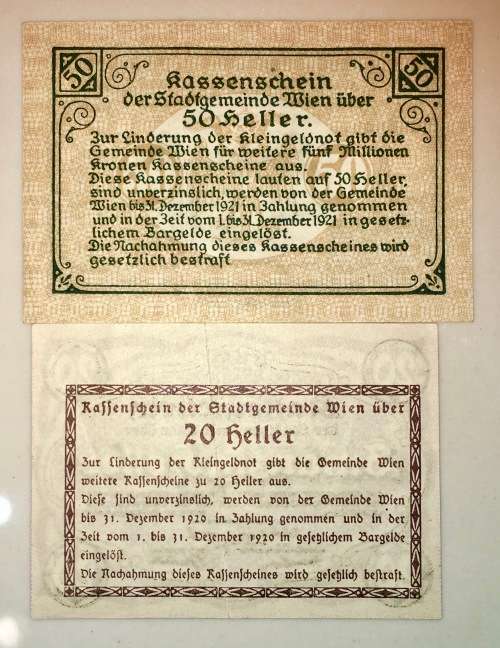 50 50
Kassenschein
der Stadtgemeinde Wien über
50 Heller.
Zur Linderung der Kleingeldnot gibt die
Gemeinde Wien für weitere fünf Millionen
Kronen Kassenscheine aus.
Diese Kassenscheine lauten auf 50 Heller,
sind unverzinslich, werden von der Gemeinde
Wien bis 31. Dezember 1921 in Zahlung genommen
und in der Zeit vom 1. bis 31. Dezember 1921 in gesetz-
lichem Bargelde eingelöst.
Die Nachahmung dieses Kassenscheines wird
gesetzlich bestraft
Kassenschein der Stadtgemeinde Wien über
20 Heller
Zur Linderung der Kleingeldnot gibt die Gemeinde Wien
weitere Kassenscheine zu 20 Heller aus.
Diese sind unverzinslich, werden von der Gemeinde Wien
bis 31. Dezember 1920 in Zahlung genommen und in der
Zeit vom 1. bis 31. Dezember 1920 in gesetzlichem Bargelde
eingelöst.
Die Nachahmung dieses Kassenscheines wird gesetzlich bestraft.